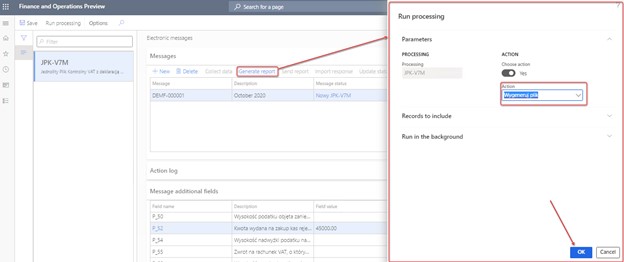 Finance and Operations Preview
Search for a page
Save Run processing Options
Filter
JPK-V7M
Jednolity Plik Kontrolny VAT z deklaracją ...
Electronic messages
Messages
New Delete Collect data Generate report Send report Import response Update stat
Message Description Message status
DEMF-000001 October 2020 Nowy JPK-V7M
Action log
Message additional fields
Field name Description Field value
P_50 Wysokość podatku objęta zanie...
P_52 Kwota wydana na zakup kas reje... 45000.00
P_54 Wysokość nadwyżki podatku na...
P_55 Zwrot na rachunek VAT, o który...
Run processing
Parameters
PROCESSING
Processing
JPK-V7M
ACTION
Choose action
Yes
Action
Wygeneruj plik
Records to include
Run in the background
OK Cancel